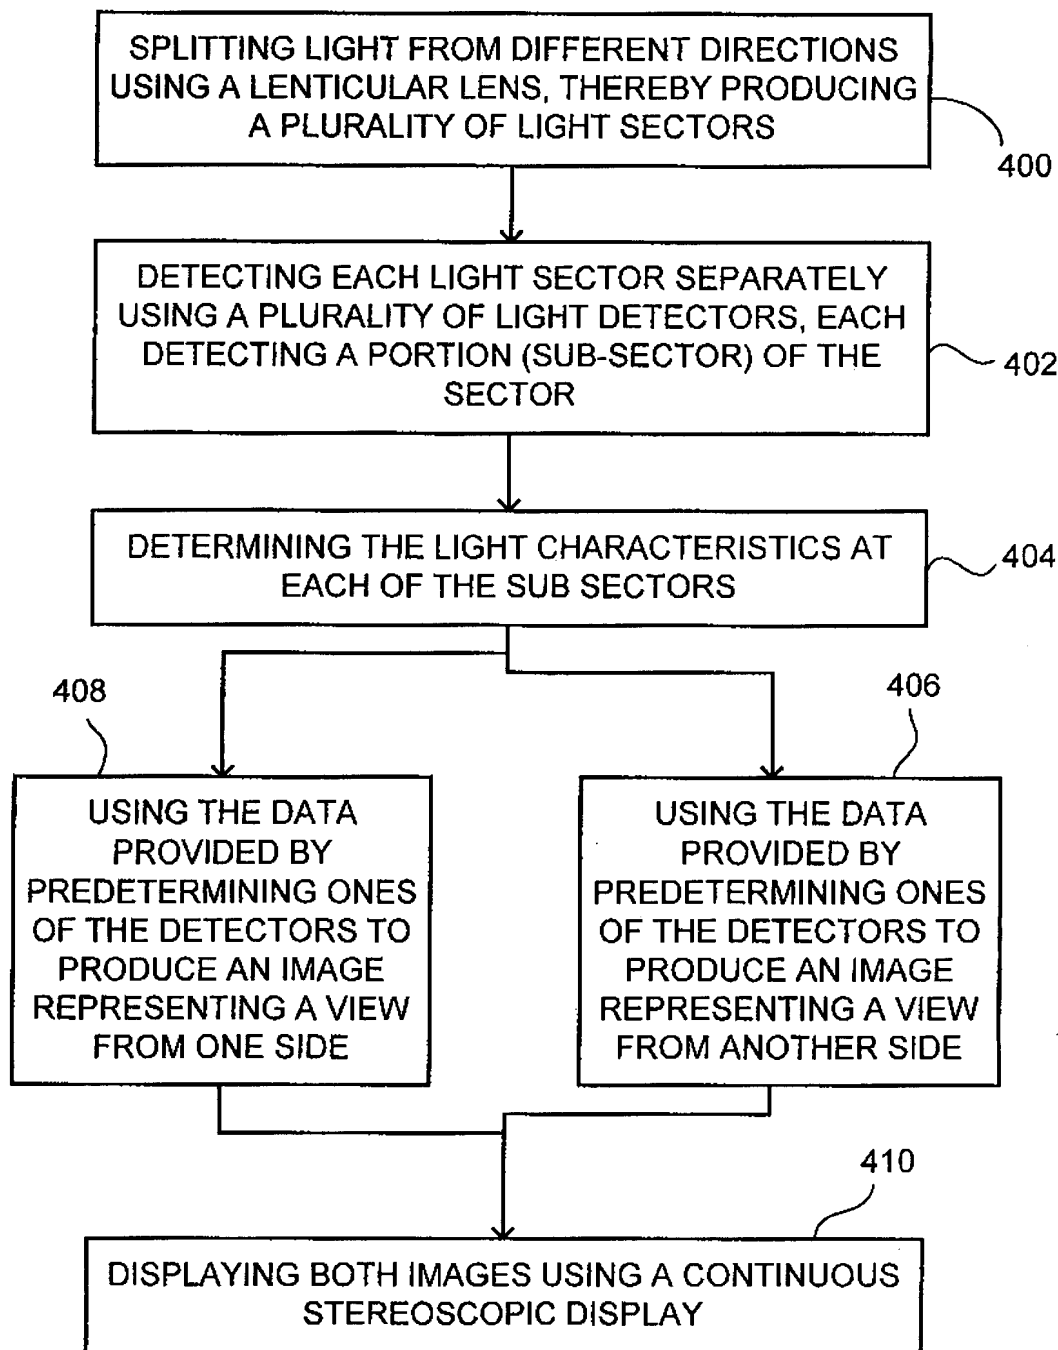 SPLITTING LIGHT FROM DIFFERENT DIRECTIONS
USING A LENTICULAR LENS, THEREBY PRODUCING
A PLURALITY OF LIGHT SECTORS
400
DETECTING EACH LIGHT SECTOR SEPARATELY
USING A PLURALITY OF LIGHT DETECTORS, EACH
DETECTING A PORTION (SUB-SECTOR) OF THE
SECTOR
402
DETERMINING THE LIGHT CHARACTERISTICS AT
EACH OF THE SUB SECTORS
404
408
USING THE DATA
PROVIDED BY
PREDETERMINING ONES
OF THE DETECTORS TO
PRODUCE AN IMAGE
REPRESENTING A VIEW
FROM ONE SIDE
406
USING THE DATA
PROVIDED BY
PREDETERMINING ONES
OF THE DETECTORS TO
PRODUCE AN IMAGE
REPRESENTING A VIEW
FROM ANOTHER SIDE
410
DISPLAYING BOTH IMAGES USING A CONTINUOUS
STEREOSCOPIC DISPLAY